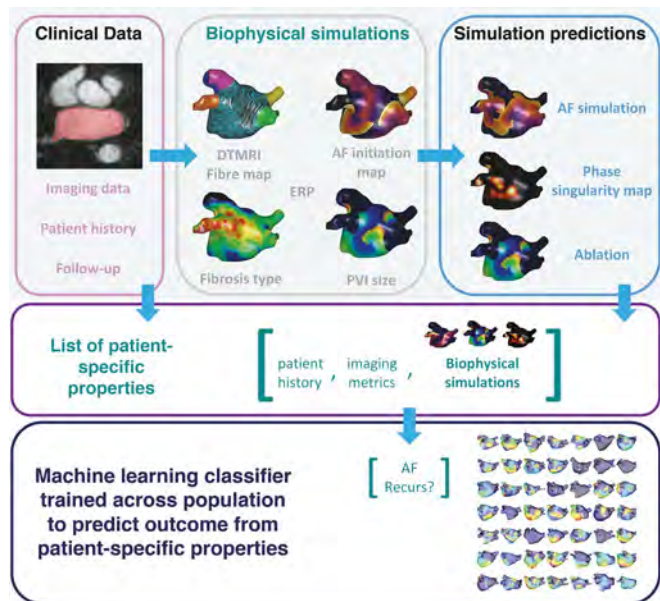 Clinical Data
Imaging data
Patient history
Follow-up
Biophysical simulations
DTMRI
Fibre map
AF initiation
map
ERP
Fibrosis type
PVI size
Simulation predictions
AF simulation
Phase
singularity map
Ablation
List of patient-
specific
properties
[ patient
history , imaging
metrics , Biophysical
simulations ]
Machine learning classifier
trained across population
to predict outcome from
patient-specific properties
[ AF
Recurs? ]